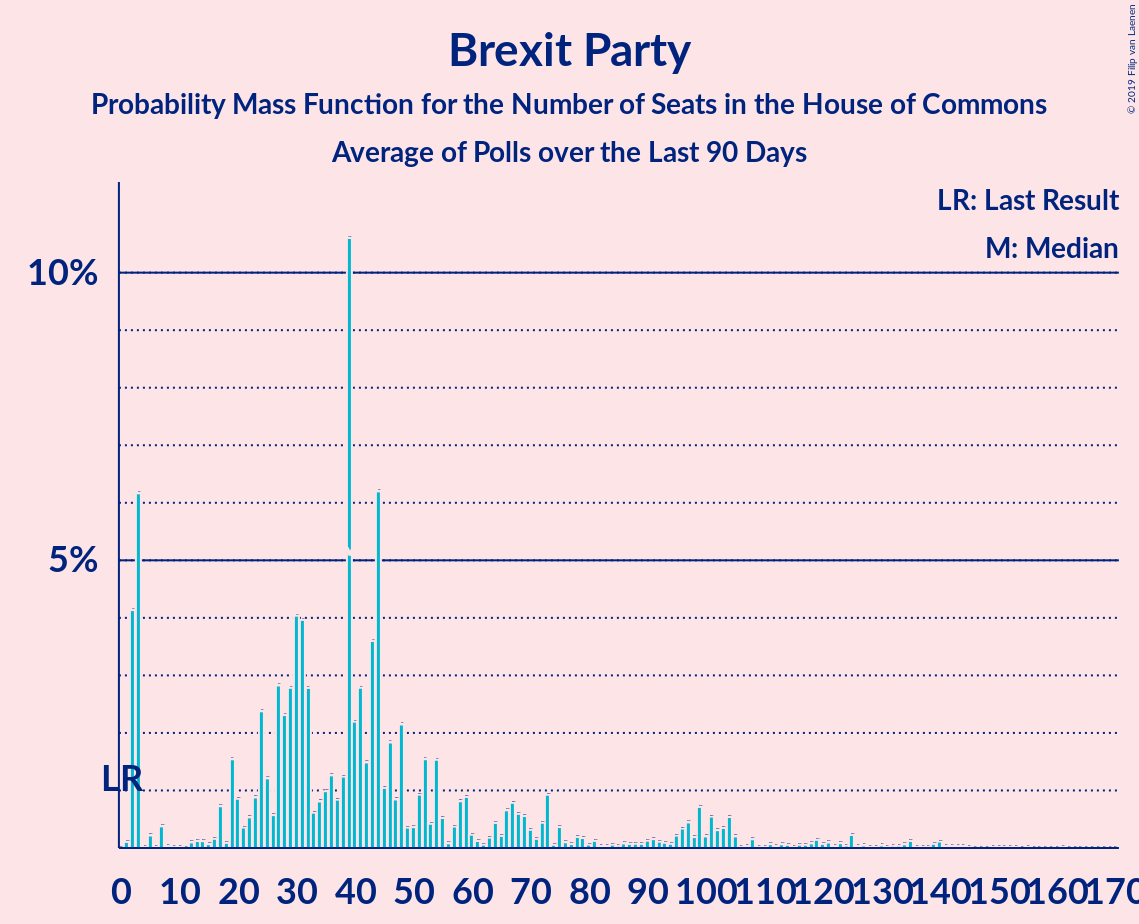 Brexit Party
Probability Mass Function for the Number of Seats in the House of Commons
Average of Polls over the Last 90 Days
© 2019 Filip van Laenen
LR: Last Result
M: Median
10%
5%
LR
0 10 20 30 40 50 60 70 80 90 100 110 120 130 140 150 160 170